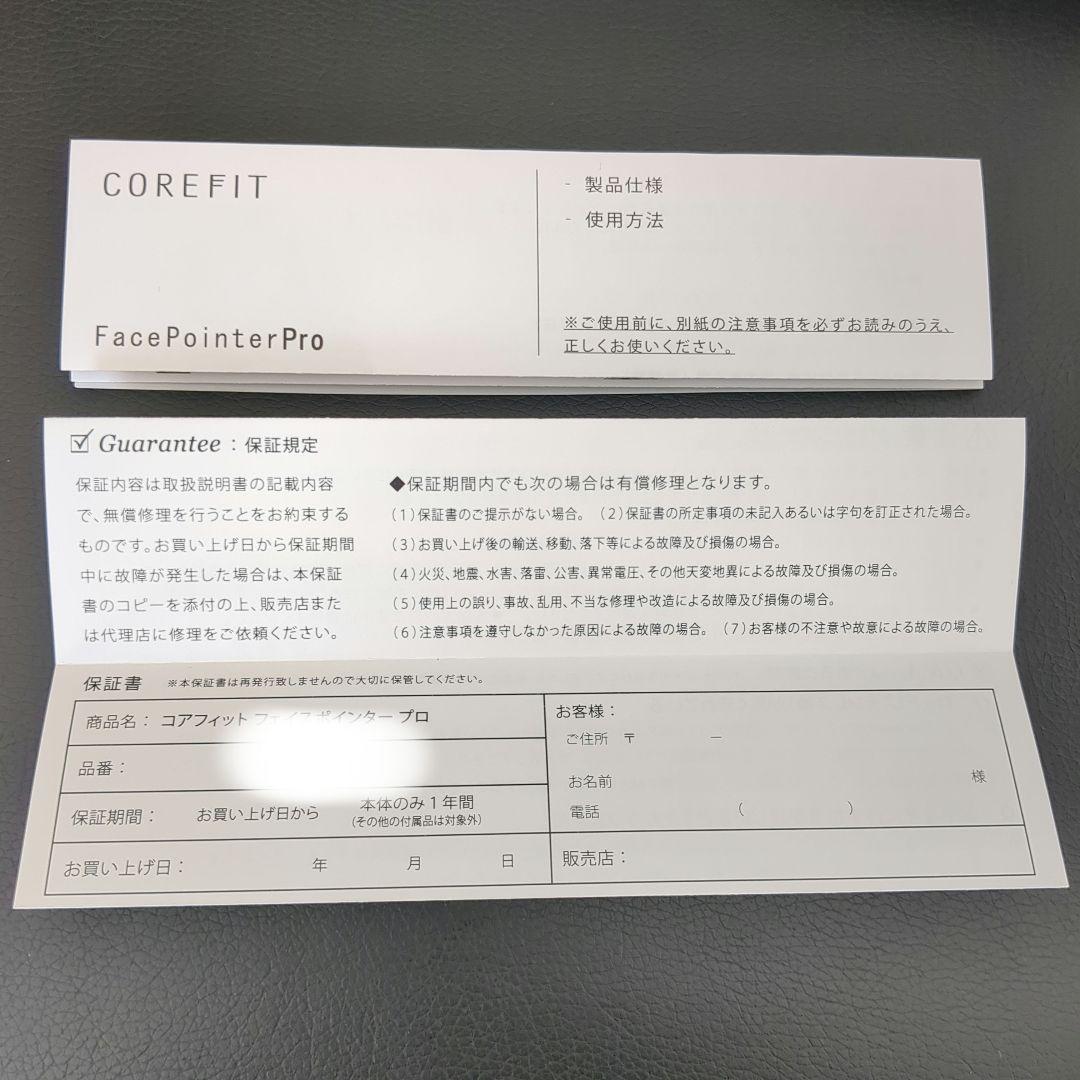 COREFIT
FacePointerPro
- 製品仕様
- 使用方法
※ご使用前に、別紙の注意事項を必ずお読みのうえ、
正しくお使いください。
Guarantee：保証規定
保証内容は取扱説明書の記載内容
で、無償修理を行うことをお約束する
ものです。お買い上げ日から保証期間
中に故障が発生した場合は、本保証
書のコピーを添付の上、販売店また
は代理店に修理をご依頼ください。
◆保証期間内でも次の場合は有償修理となります。
(1)保証書のご提示がない場合。 (2)保証書の所定事項の未記入あるいは字句を訂正された場合。
(3)お買い上げ後の輸送、移動、落下等による故障及び損傷の場合。
(4)火災、地震、水害、落雷、公害、異常電圧、その他天変地異による故障及び損傷の場合。
(5)使用上の誤り、事故、乱用、不当な修理や改造による故障及び損傷の場合。
(6)注意事項を遵守しなかった原因による故障の場合。 (7)お客様の不注意や故意による故障の場合。
保証書 ※本保証書は再発行致しませんので大切に保管してください。
商品名：コアフィット フェイスポインター プロ
品番：
保証期間： お買い上げ日から 本体のみ1年間
(その他の付属品は対象外)
お買い上げ日： 年 月 日
お客様：
ご住所 〒 ー
お名前 様
電話 ( )
販売店：